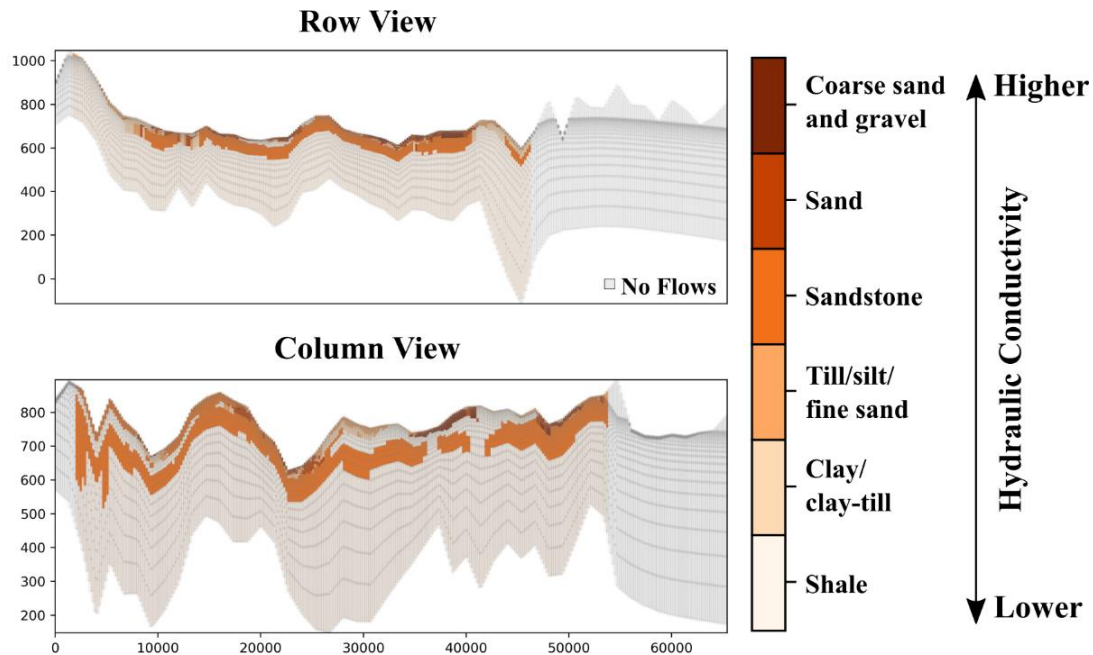 Row View
1000
800
600
400
200
0
No Flows
Column View
800
700
600
500
400
300
200
0
10000
20000
30000
40000
50000
60000
Coarse sand
and gravel
Sand
Sandstone
Till/silt/
fine sand
Clay/
clay-till
Shale
Higher
Hydraulic Conductivity
Lower